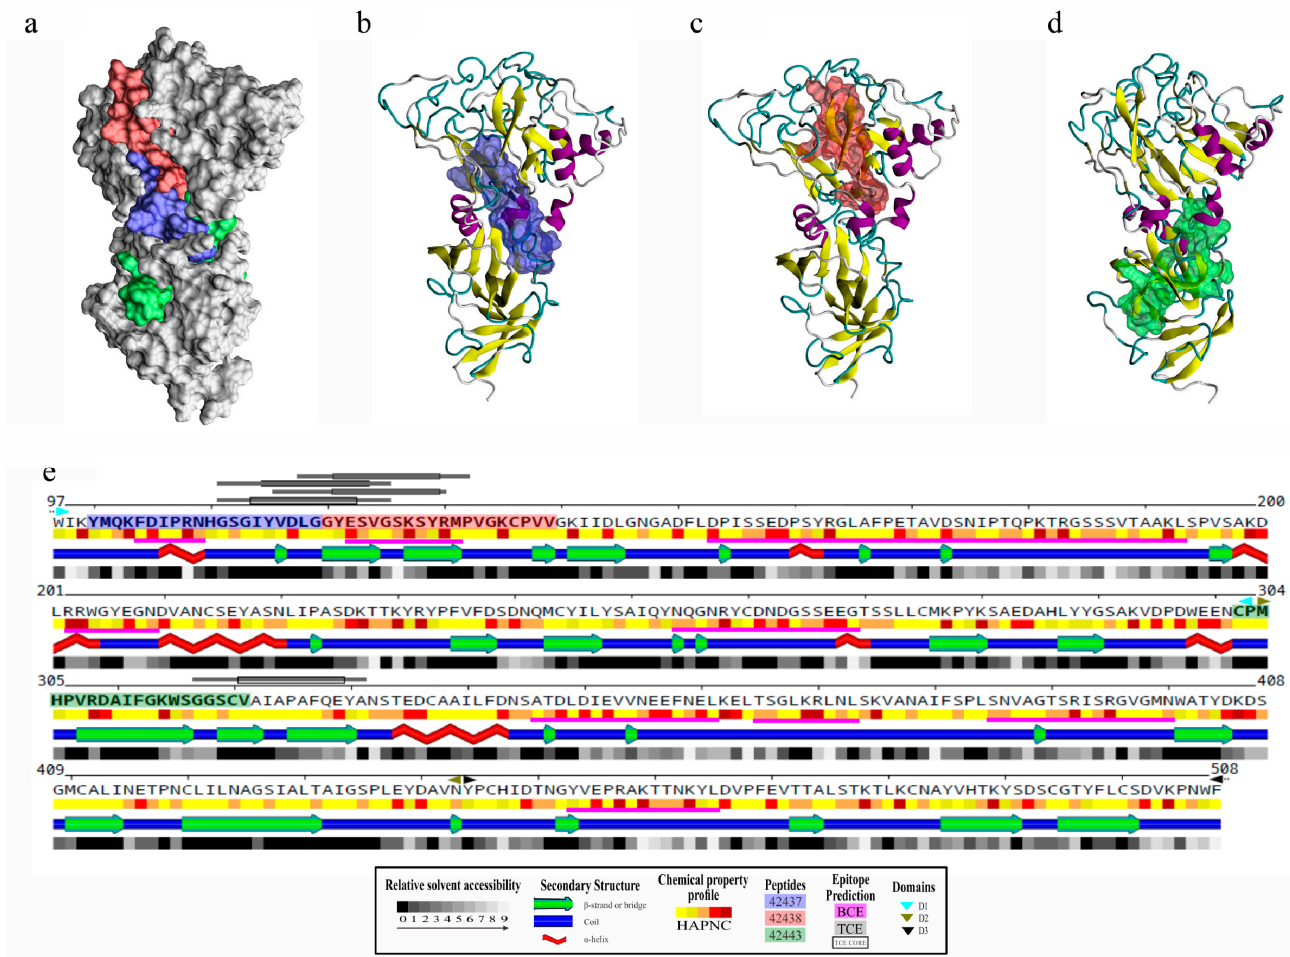 a
b
c
d
e
97 200
WIKYMQKFDIPRNHGSGIYVDLGGYESVGSKSYRMPVGKCPVVGKIIDLGNGADFLDPISSEDPSYRGLAFPETAVDSNIPTQPKTRGSSSVTAAKLSPVSAKD
201 304
LRRWGYEGNDVANCSEYASNLIPASDKTTKYRYPFVFDSDNQMCYILYSAIQYNQGNRYCDNDGSSEEGTSSLLCMKPYKSAEDAHLYYGSAKVDPDWEENCPM
305 408
HPVRDAIFGKWSGGSCVAIAPAFQEYANSTEDCAAILFDNSATDLDIEVVNEEFNELKELTSGLKRLNLSKVANAIFSPLSNVAGTSRISRGVGMNWATYDKDS
409 508
GMCALINETPNCLILNAGSIALTAIGSPLEYDAVNYPCHIDTNGYVEPRAKTTNKYLDVPFEVTTALSTKTLKCNAYVHTKYSDSCGTYFLCSDVKPNWF
Relative solvent accessibility
0 1 2 3 4 5 6 7 8 9
Secondary Structure
β-strand or bridge
Coil
α-helix
Chemical property
profile
HAPNC
Peptides
42437
42438
42443
Epitope
Prediction
BCE
TCE
TCE CORE
Domains
D1
D2
D3